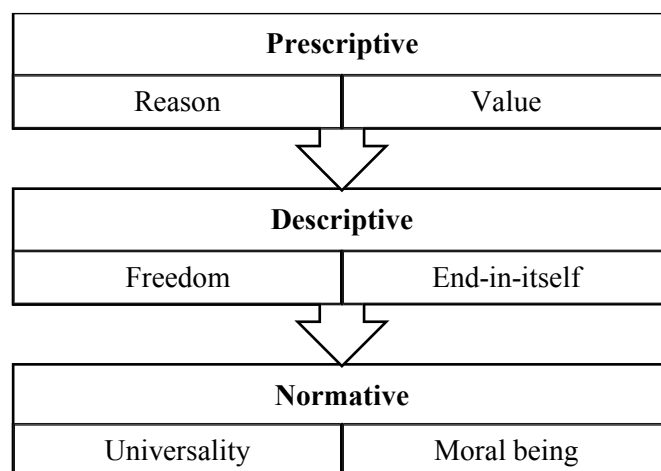 Prescriptive
Reason Value
Descriptive
Freedom End-in-itself
Normative
Universality Moral being